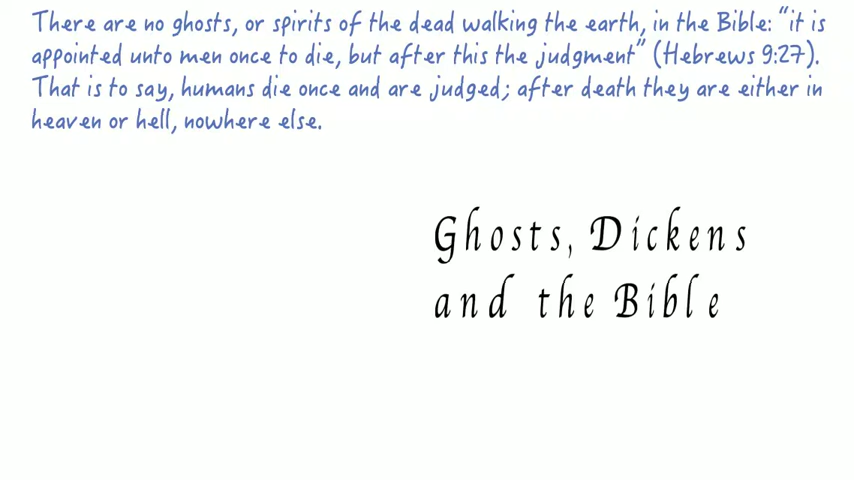 There are no ghosts, or spirits of the dead walking the earth, in the Bible: “it is
appointed unto men once to die, but after this the judgment” (Hebrews 9:27).
That is to say, humans die once and are judged; after death they are either in
heaven or hell, nowhere else.
Ghosts, Dickens
and the Bible